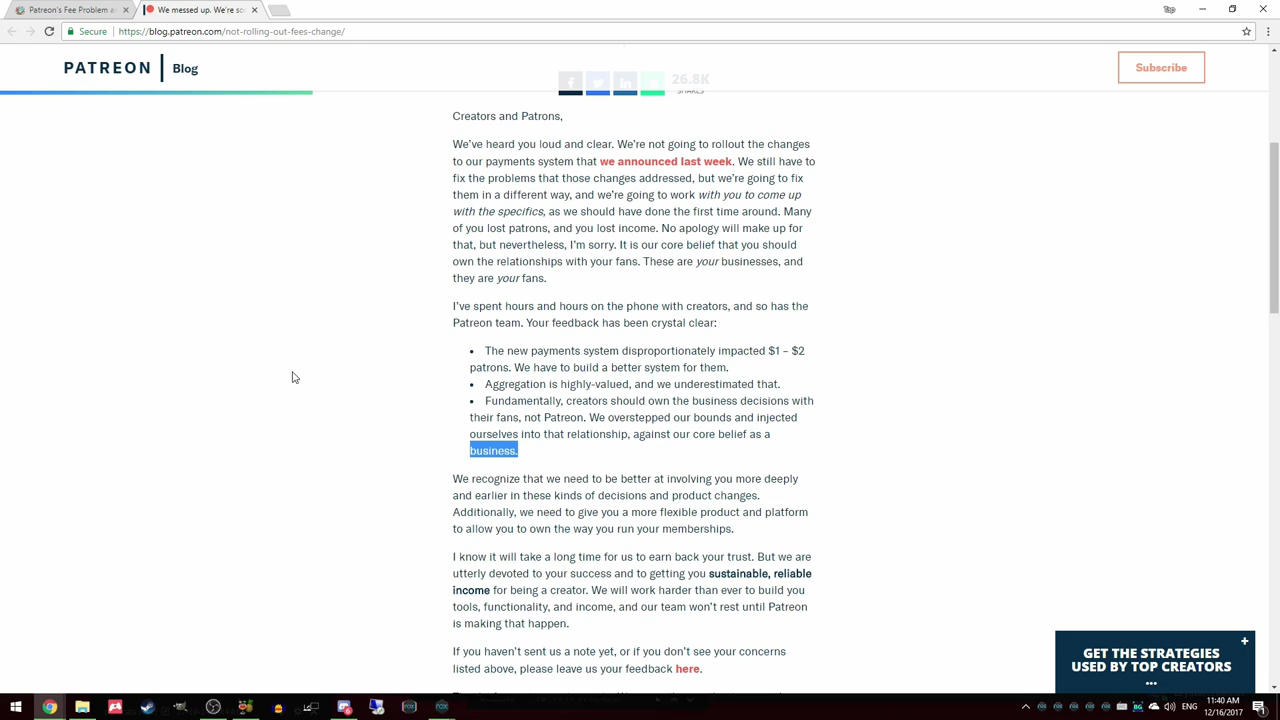 Patreon's Fee Problem a
We messed up. We're so
Top
Secure
https://blog.patreon.com/not-rolling-out-fees-change/
PATREON
Blog
Subscribe
26.8K
SHARES
Creators and Patrons,
We've heard you loud and clear. We're not going to rollout the changes
to our payments system that we announced last week. We still have to
fix the problems that those changes addressed, but we're going to fix
them in a different way, and we're going to work with you to come up
with the specifics, as we should have done the first time around. Many
of you lost patrons, and you lost income. No apology will make up for
that, but nevertheless, I'm sorry. It is our core belief that you should
own the relationships with your fans. These are your businesses, and
they are your fans.
I've spent hours and hours on the phone with creators, and so has the
Patreon team. Your feedback has been crystal clear:
• The new payments system disproportionately impacted $1 – $2
patrons. We have to build a better system for them.
• Aggregation is highly-valued, and we underestimated that.
• Fundamentally, creators should own the business decisions with
their fans, not Patreon. We overstepped our bounds and injected
ourselves into that relationship, against our core belief as a
business.
We recognize that we need to be better at involving you more deeply
and earlier in these kinds of decisions and product changes.
Additionally, we need to give you a more flexible product and platform
to allow you to own the way you run your memberships.
I know it will take a long time for us to earn back your trust. But we are
utterly devoted to your success and to getting you sustainable, reliable
income for being a creator. We will work harder than ever to build you
tools, functionality, and income, and our team won't rest until Patreon
is making that happen.
If you haven't sent us a note yet, or if you don't see your concerns
listed above, please leave us your feedback here.
GET THE STRATEGIES
USED BY TOP CREATORS
...
ENG
11:40 AM
12/16/2017